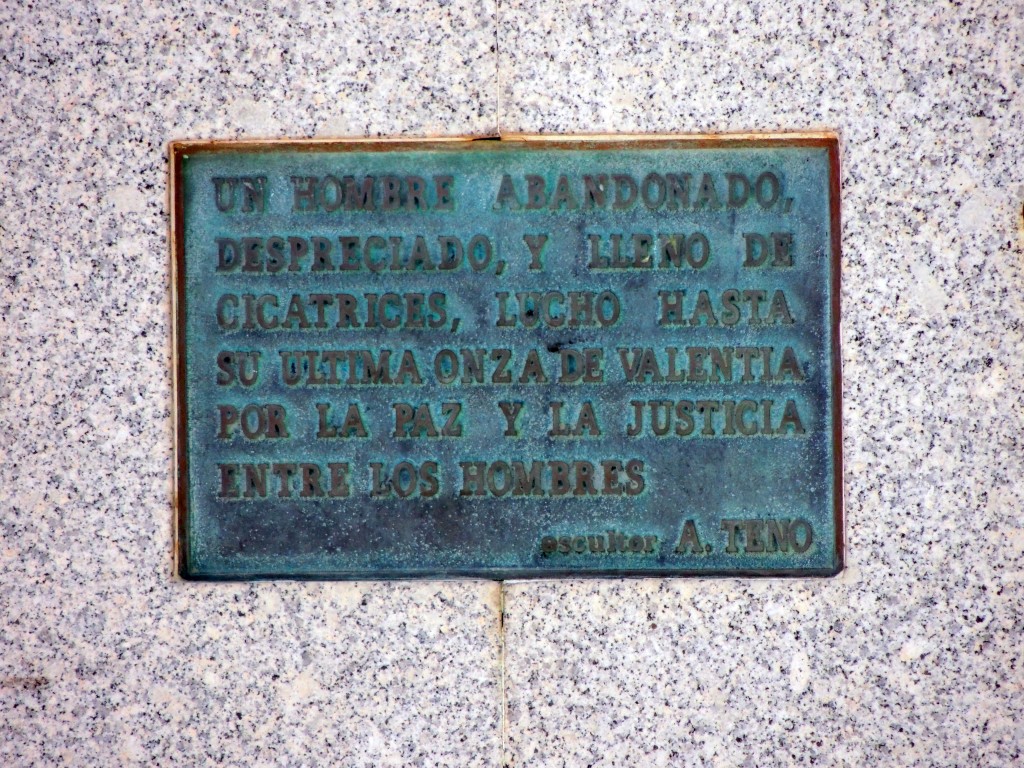 UN HOMBRE ABANDONADO,
DESPRECIADO, Y LLENO DE
CICATRICES, LUCHO HASTA
SU ULTIMA ONZA DE VALENTIA
POR LA PAZ Y LA JUSTICIA
ENTRE LOS HOMBRES
escultor A. TENO